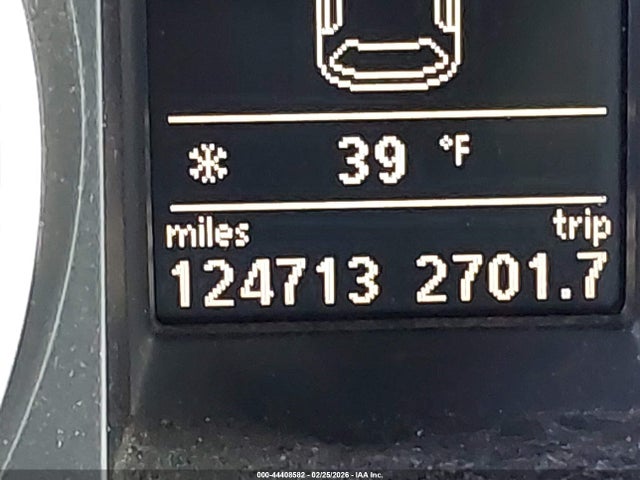 39 °F
miles trip
124713 2701.7
000-44408582 - 02/25/2026 - IAA Inc.